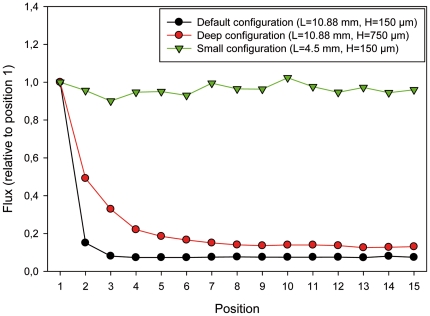 1,4
1,2
1,0
0,8
0,6
0,4
0,2
0,0
Flux (relative to position 1)
Default configuration (L=10.88 mm, H=150 µm)
Deep configuration (L=10.88 mm, H=750 µm)
Small configuration (L=4.5 mm, H=150 µm)
1 2 3 4 5 6 7 8 9 10 11 12 13 14 15
Position